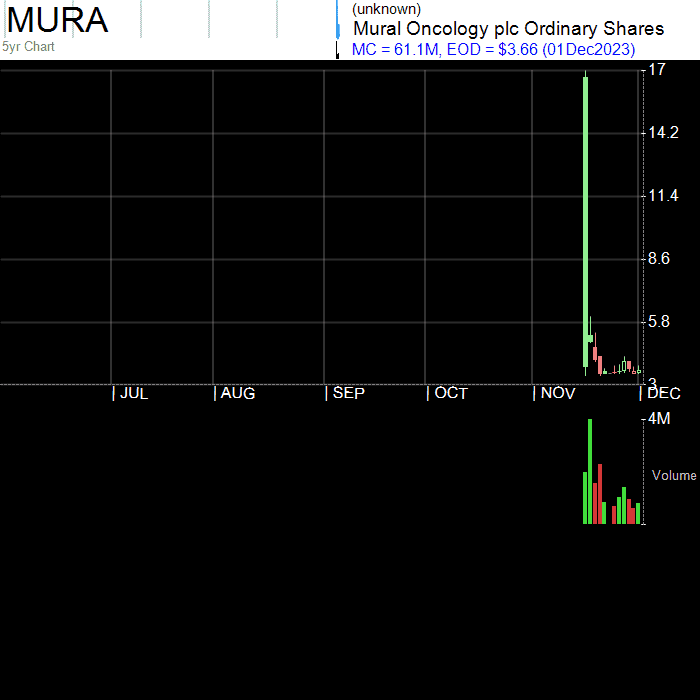 MURA
5yr Chart
(unknown)
Mural Oncology plc Ordinary Shares
MC = 61.1M, EOD = $3.66 (01Dec2023)
17
14.2
11.4
8.6
5.8
3
JUL AUG SEP OCT NOV DEC
4M
Volume